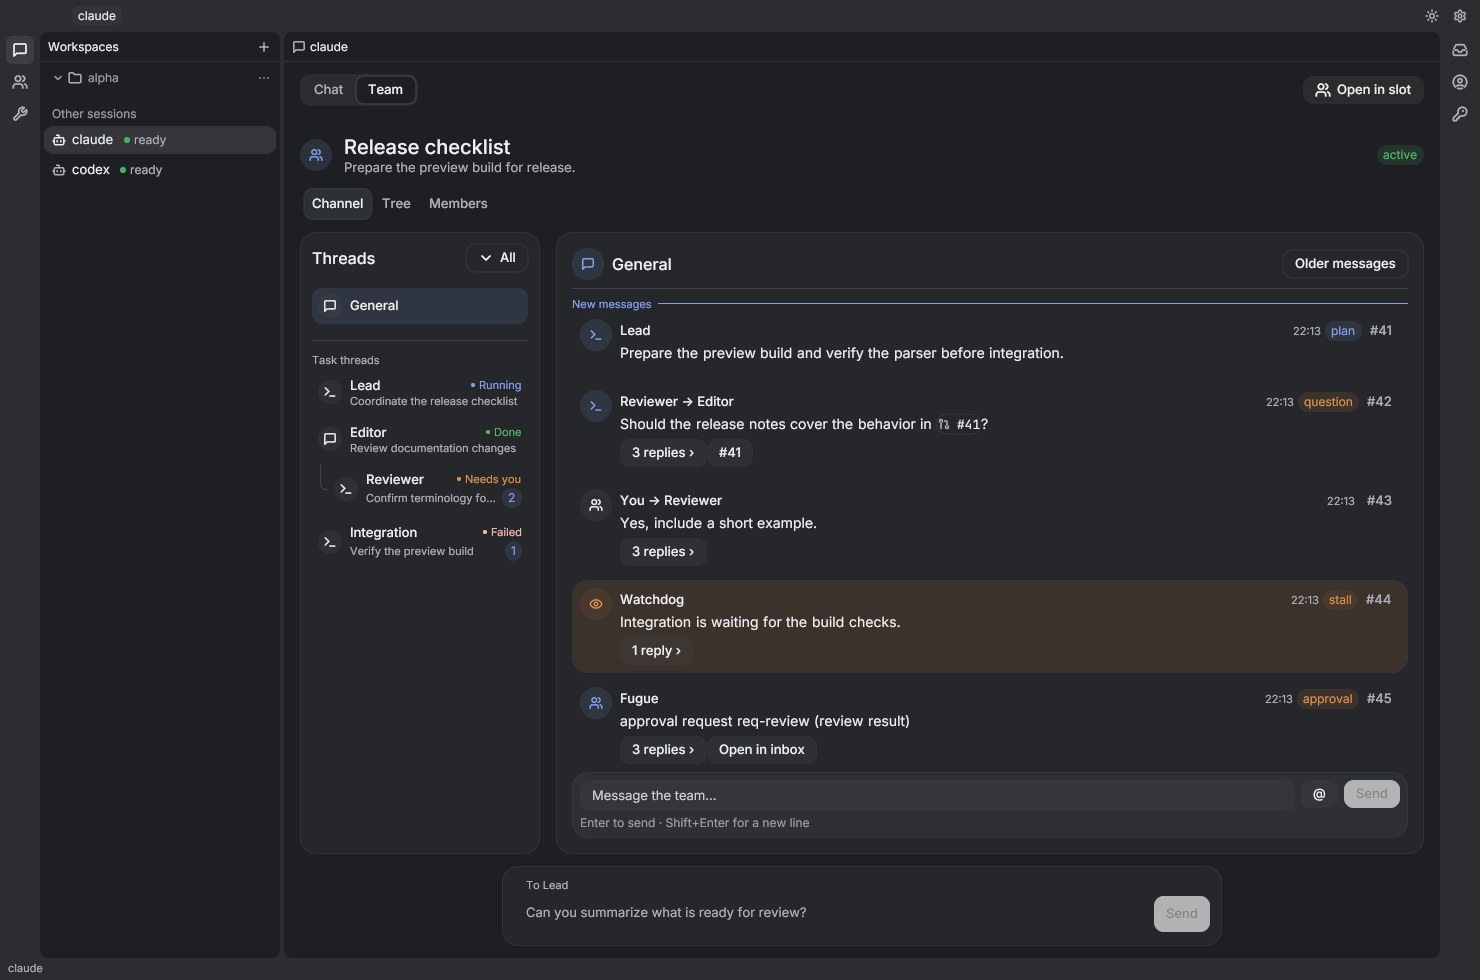 claude
Workspaces
alpha
Other sessions
claude ready
codex ready
claude
Chat Team
Open in slot
Release checklist
Prepare the preview build for release.
active
Channel Tree Members
Threads
All
General
Task threads
Lead Running
Coordinate the release checklist
Editor Done
Review documentation changes
Reviewer Needs you
Confirm terminology fo... 2
Integration Failed
Verify the preview build 1
General
Older messages
New messages
Lead 22:13 plan #41
Prepare the preview build and verify the parser before integration.
Reviewer → Editor 22:13 question #42
Should the release notes cover the behavior in #41?
3 replies › #41
You → Reviewer 22:13 #43
Yes, include a short example.
3 replies ›
Watchdog 22:13 stall #44
Integration is waiting for the build checks.
1 reply ›
Fugue 22:13 approval #45
approval request req-review (review result)
3 replies › Open in inbox
Message the team... @ Send
Enter to send · Shift+Enter for a new line
To Lead
Can you summarize what is ready for review?
Send
claude